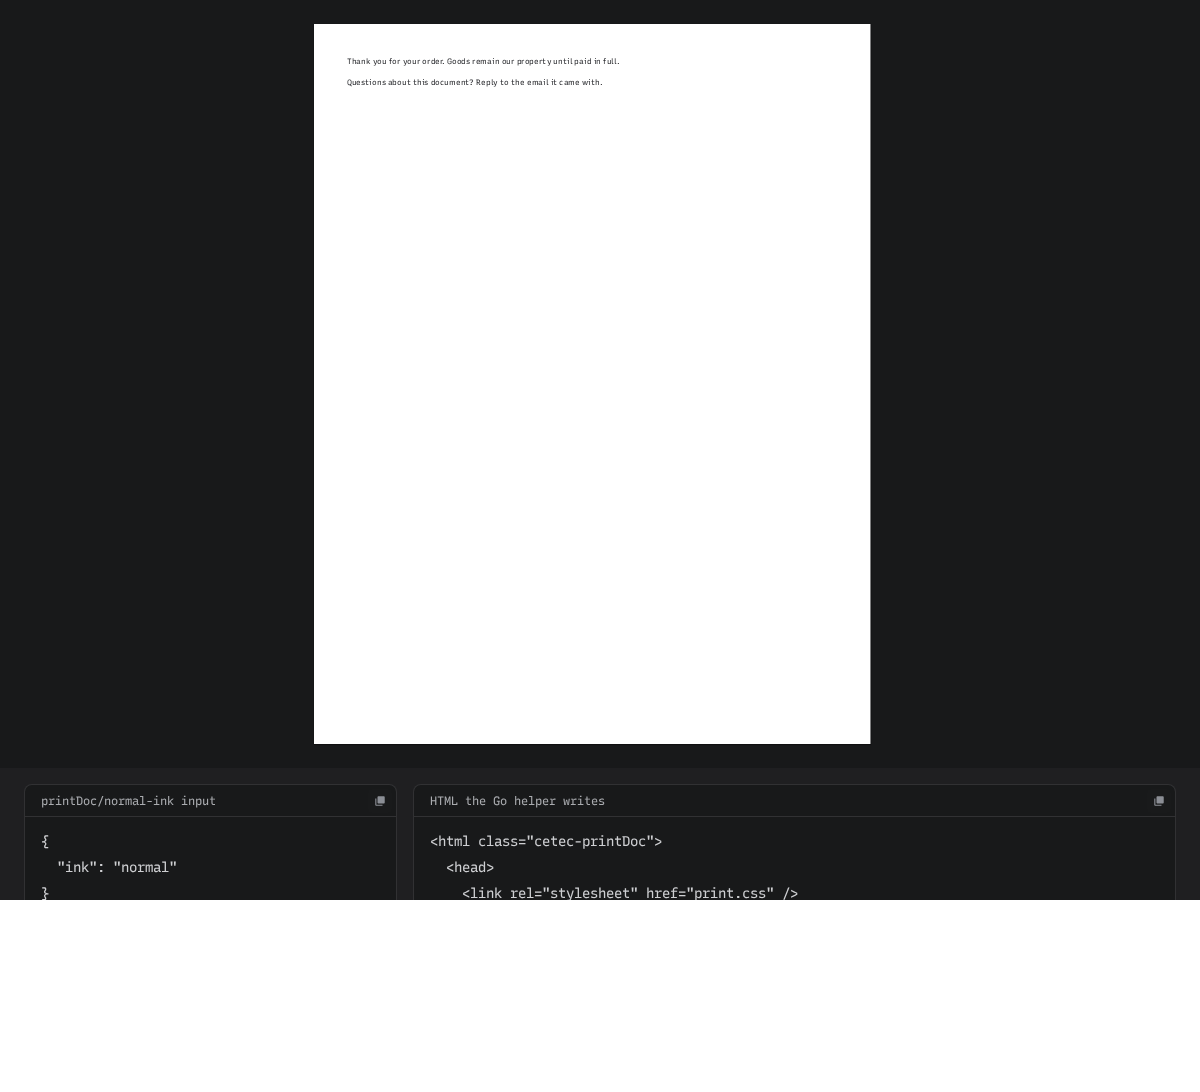 Thank you for your order. Goods remain our property until paid in full.
Questions about this document? Reply to the email it came with.
printDoc/normal-ink input
{
  "ink": "normal"
}
HTML the Go helper writes
<html class="cetec-printDoc">
  <head>
    <link rel="stylesheet" href="print.css" />